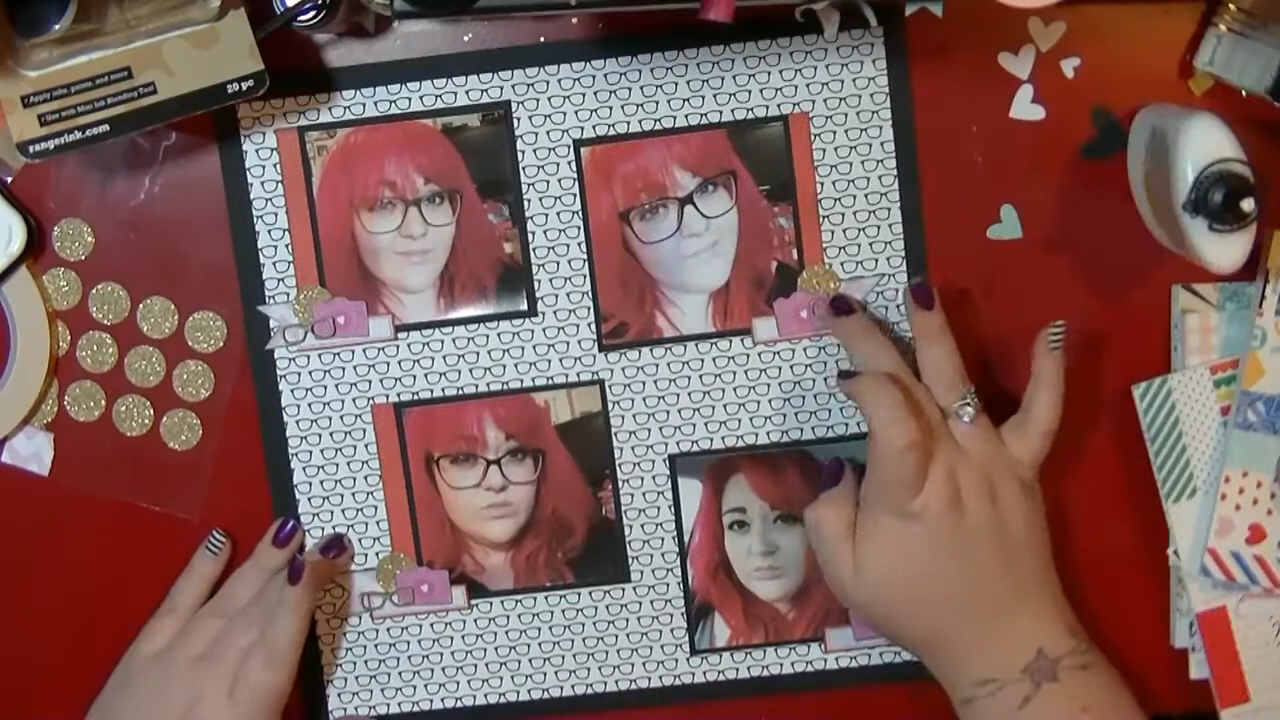 • Apply inks, paints, and more
• Use with Mini Ink Blending Tool
20 pc
rangerink.com